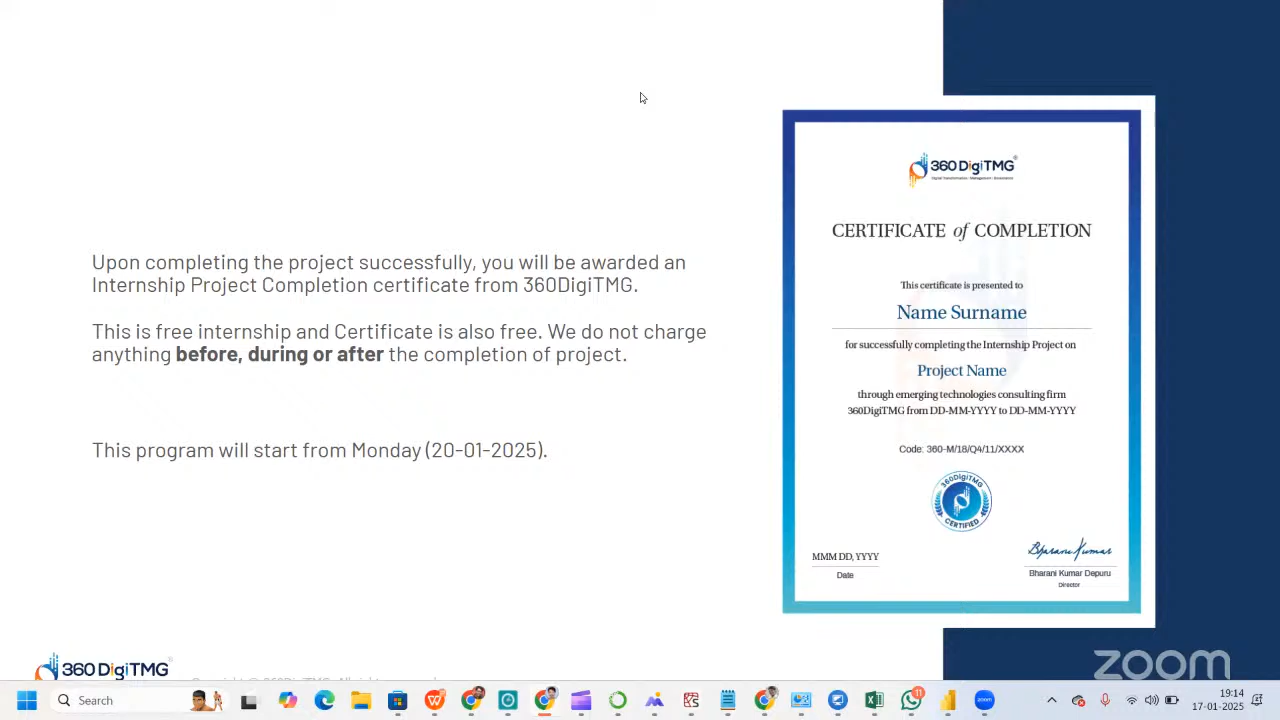 Upon completing the project successfully, you will be awarded an
Internship Project Completion certificate from 360DigiTMG.
This is free internship and Certificate is also free. We do not charge
anything before, during or after the completion of project.
This program will start from Monday (20-01-2025).
360DigiTMG
CERTIFICATE of COMPLETION
This certificate is presented to
Name Surname
for successfully completing the Internship Project on
Project Name
through emerging technologies consulting firm
360DigiTMG from DD-MM-YYYY to DD-MM-YYYY
Code: 360-M/18/Q4/11/XXXX
360DigiTMG
CERTIFIED
MMM DD, YYYY
Date
Bharani Kumar
Bharani Kumar Depuru
Director
360DigiTMG
zoom
Search
11
zoom
19:14
17-01-2025